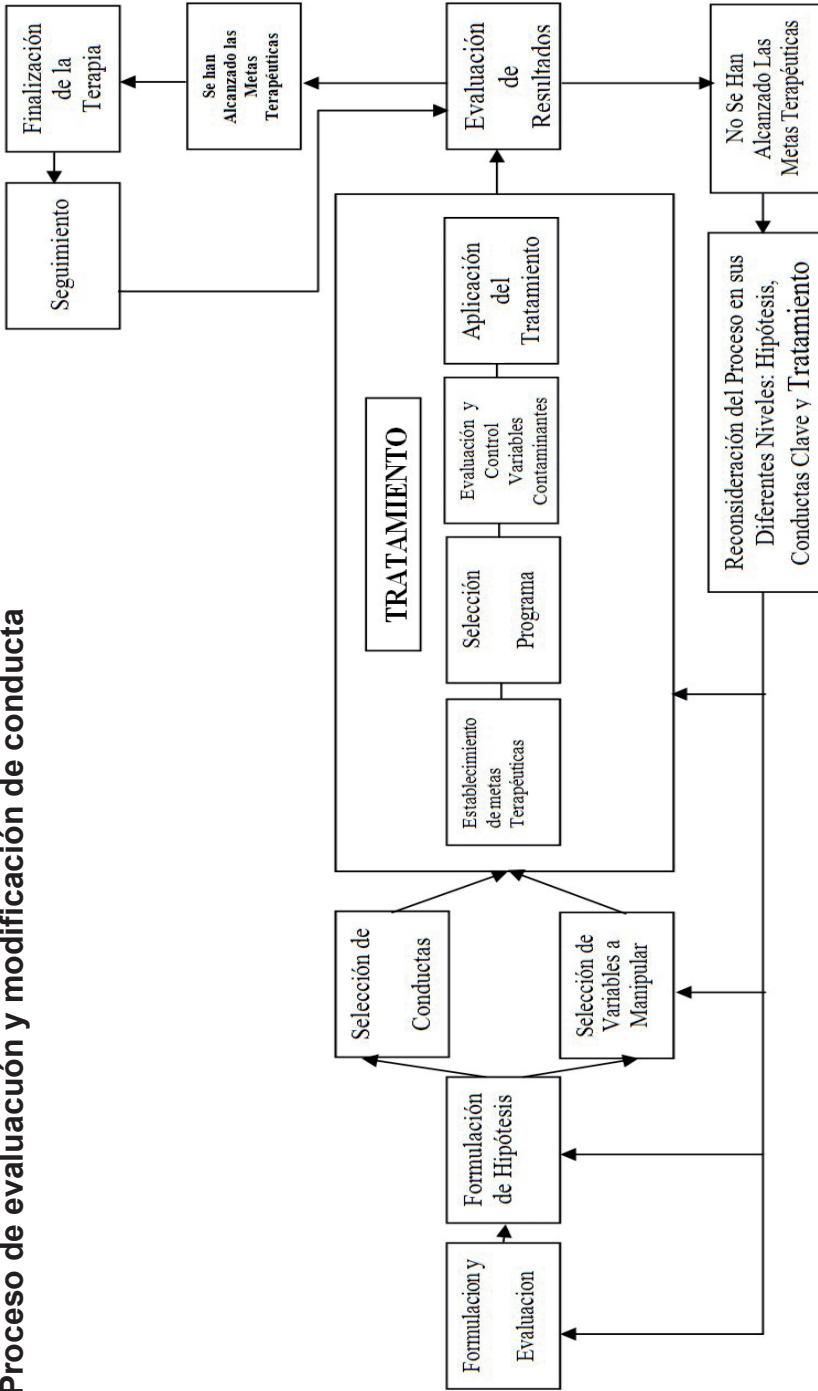 Proceso de evaluacuón y modificación de conducta
Formulacion y
Evaluacion
Formulación
de Hipótesis
Selección de
Conductas
Selección de
Variables a
Manipular
TRATAMIENTO
Establecimiento
de metas
Terapéuticas
Selección
Programa
Evaluación y
Control
Variables
Contaminantes
Aplicación
del
Tratamiento
Evaluación
de
Resultados
Se han
Alcanzado las
Metas
Terapéuticas
Finalización
de la
Terapia
Seguimiento
No Se Han
Alcanzado Las
Metas Terapéuticas
Reconsideración del Proceso en sus
Diferentes Niveles: Hipótesis,
Conductas Clave y Tratamiento